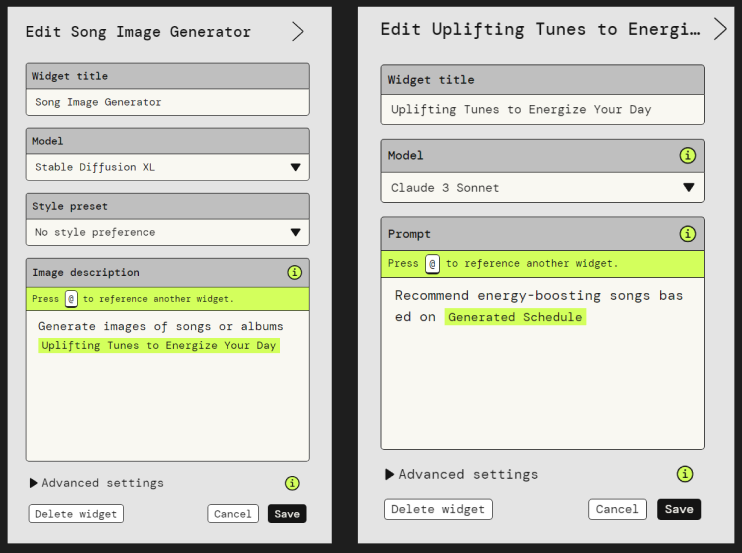 Edit Song Image Generator
Widget title
Song Image Generator
Model
Stable Diffusion XL
Style preset
No style preference
Image description
i
Press @ to reference another widget.
Generate images of songs or albums
Uplifting Tunes to Energize Your Day
Advanced settings
i
Delete widget
Cancel
Save
Edit Uplifting Tunes to Energi…
Widget title
Uplifting Tunes to Energize Your Day
Model
i
Claude 3 Sonnet
Prompt
i
Press @ to reference another widget.
Recommend energy-boosting songs bas
ed on Generated Schedule
Advanced settings
i
Delete widget
Cancel
Save